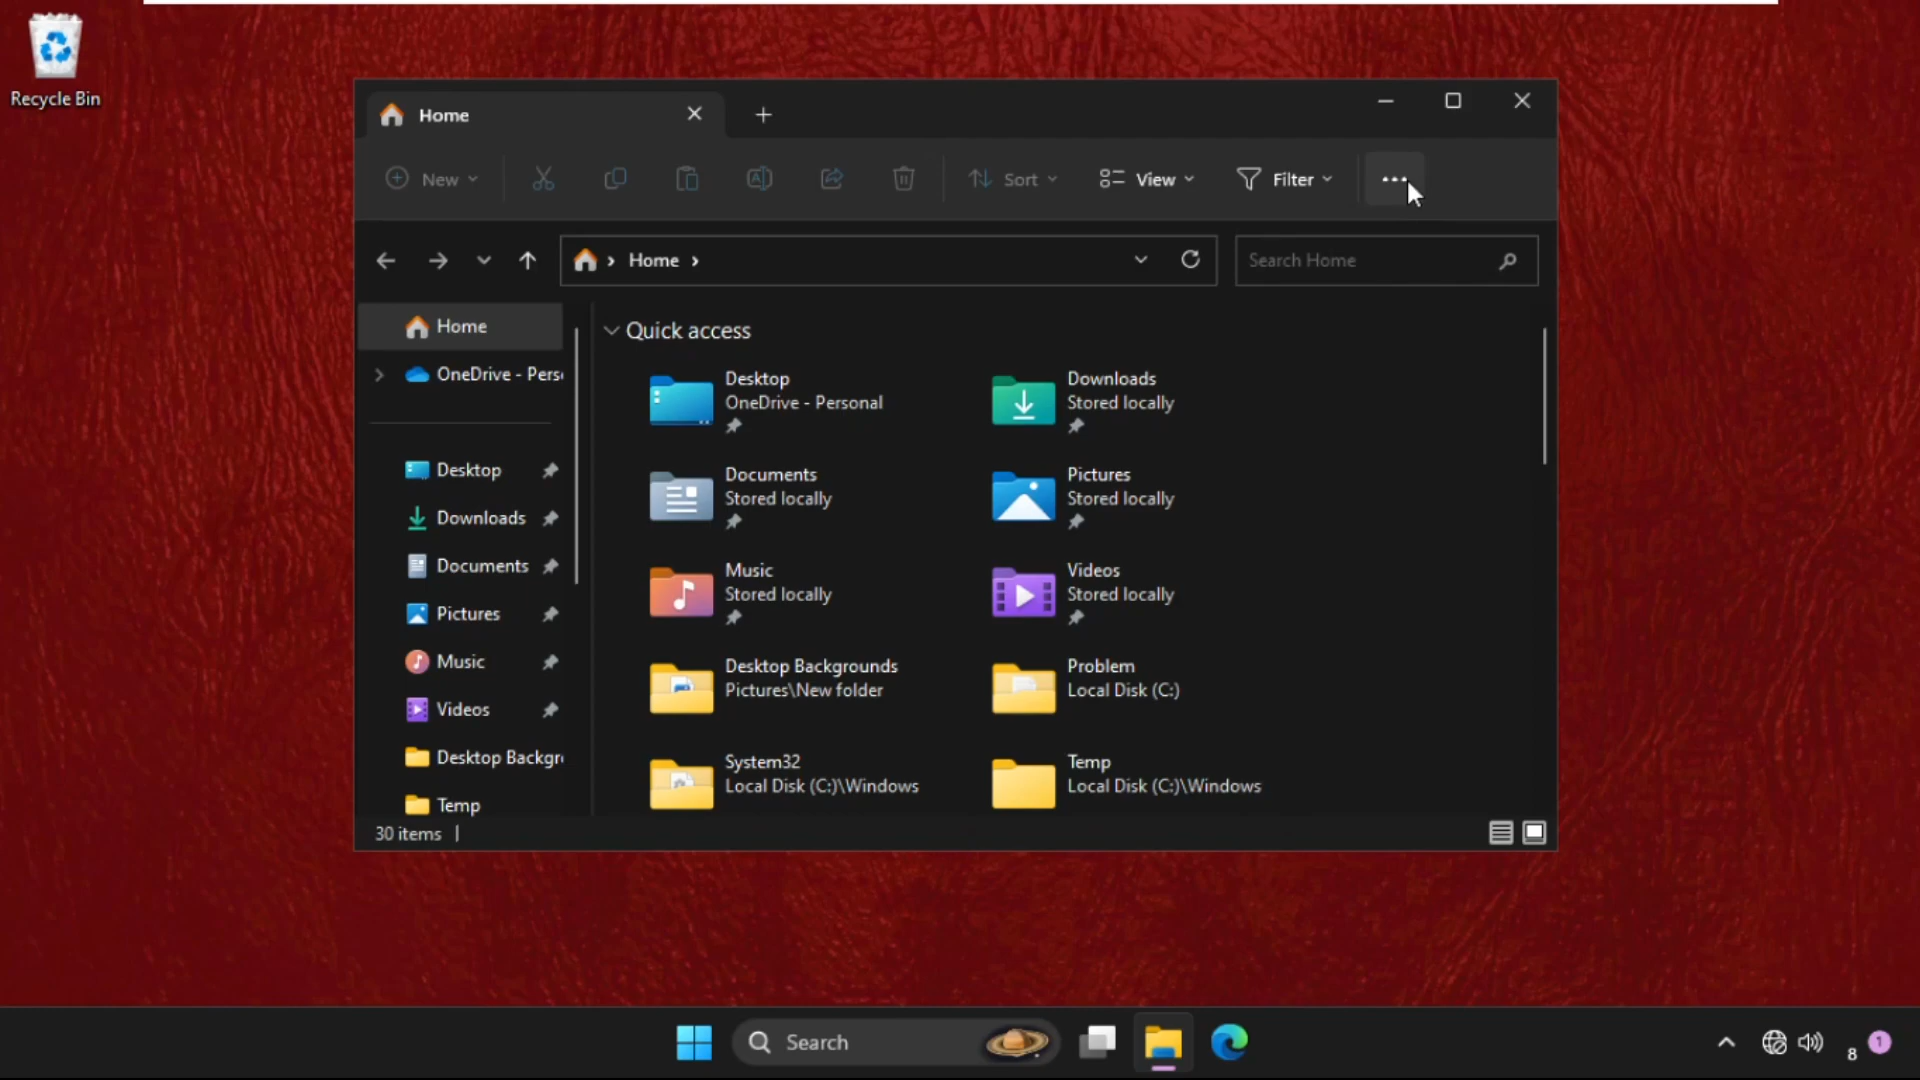 Recycle Bin
Home
New
Sort
View
Filter
Home
Search Home
Home
OneDrive - Pers
Desktop
Downloads
Documents
Pictures
Music
Videos
Desktop Backgr
Temp
Quick access
Desktop
OneDrive - Personal
Downloads
Stored locally
Documents
Stored locally
Pictures
Stored locally
Music
Stored locally
Videos
Stored locally
Desktop Backgrounds
Pictures\New folder
Problem
Local Disk (C:)
System32
Local Disk (C:)\Windows
Temp
Local Disk (C:)\Windows
30 items
Search
8
1